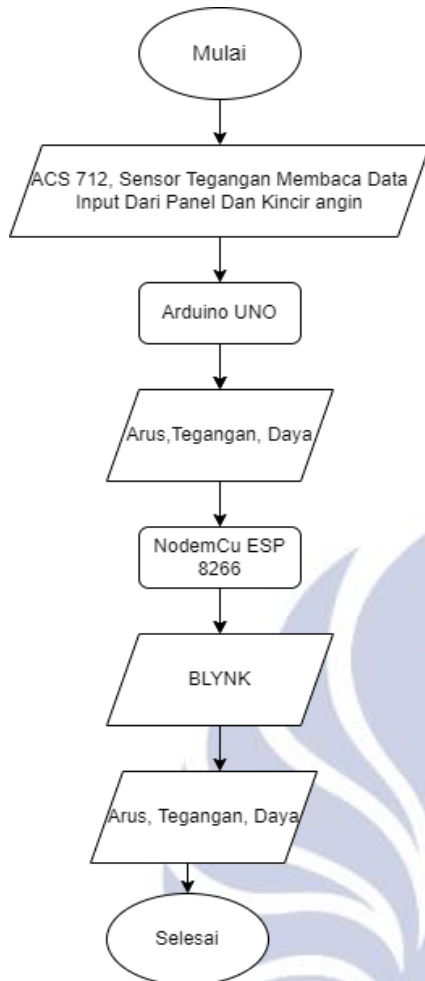 Mulai
ACS 712, Sensor Tegangan Membaca Data
Input Dari Panel Dan Kincir angin
Arduino UNO
Arus,Tegangan, Daya
NodemCu ESP
8266
BLYNK
Arus, Tegangan, Daya
Selesai